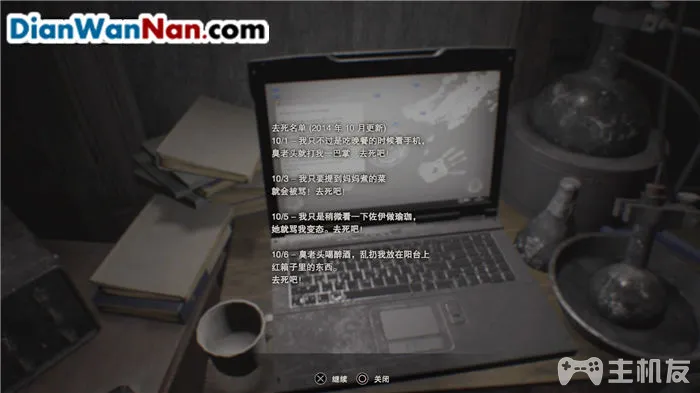 DianWanNan.com
去死名单 (2014 年 10 月更新)
10/1 – 我只不过是吃晚餐的时候看手机，
臭老头就打我一巴掌 去死吧！
10/3 – 我只要提到妈妈煮的菜
就会被骂！去死吧！
10/5 – 我只是稍微看一下佐伊做瑜珈，
她就骂我变态。去死吧！
10/6 – 臭老头喝醉酒，乱翻我放在阳台上
红箱子里的东西。
去死吧！
继续 关闭
主机友